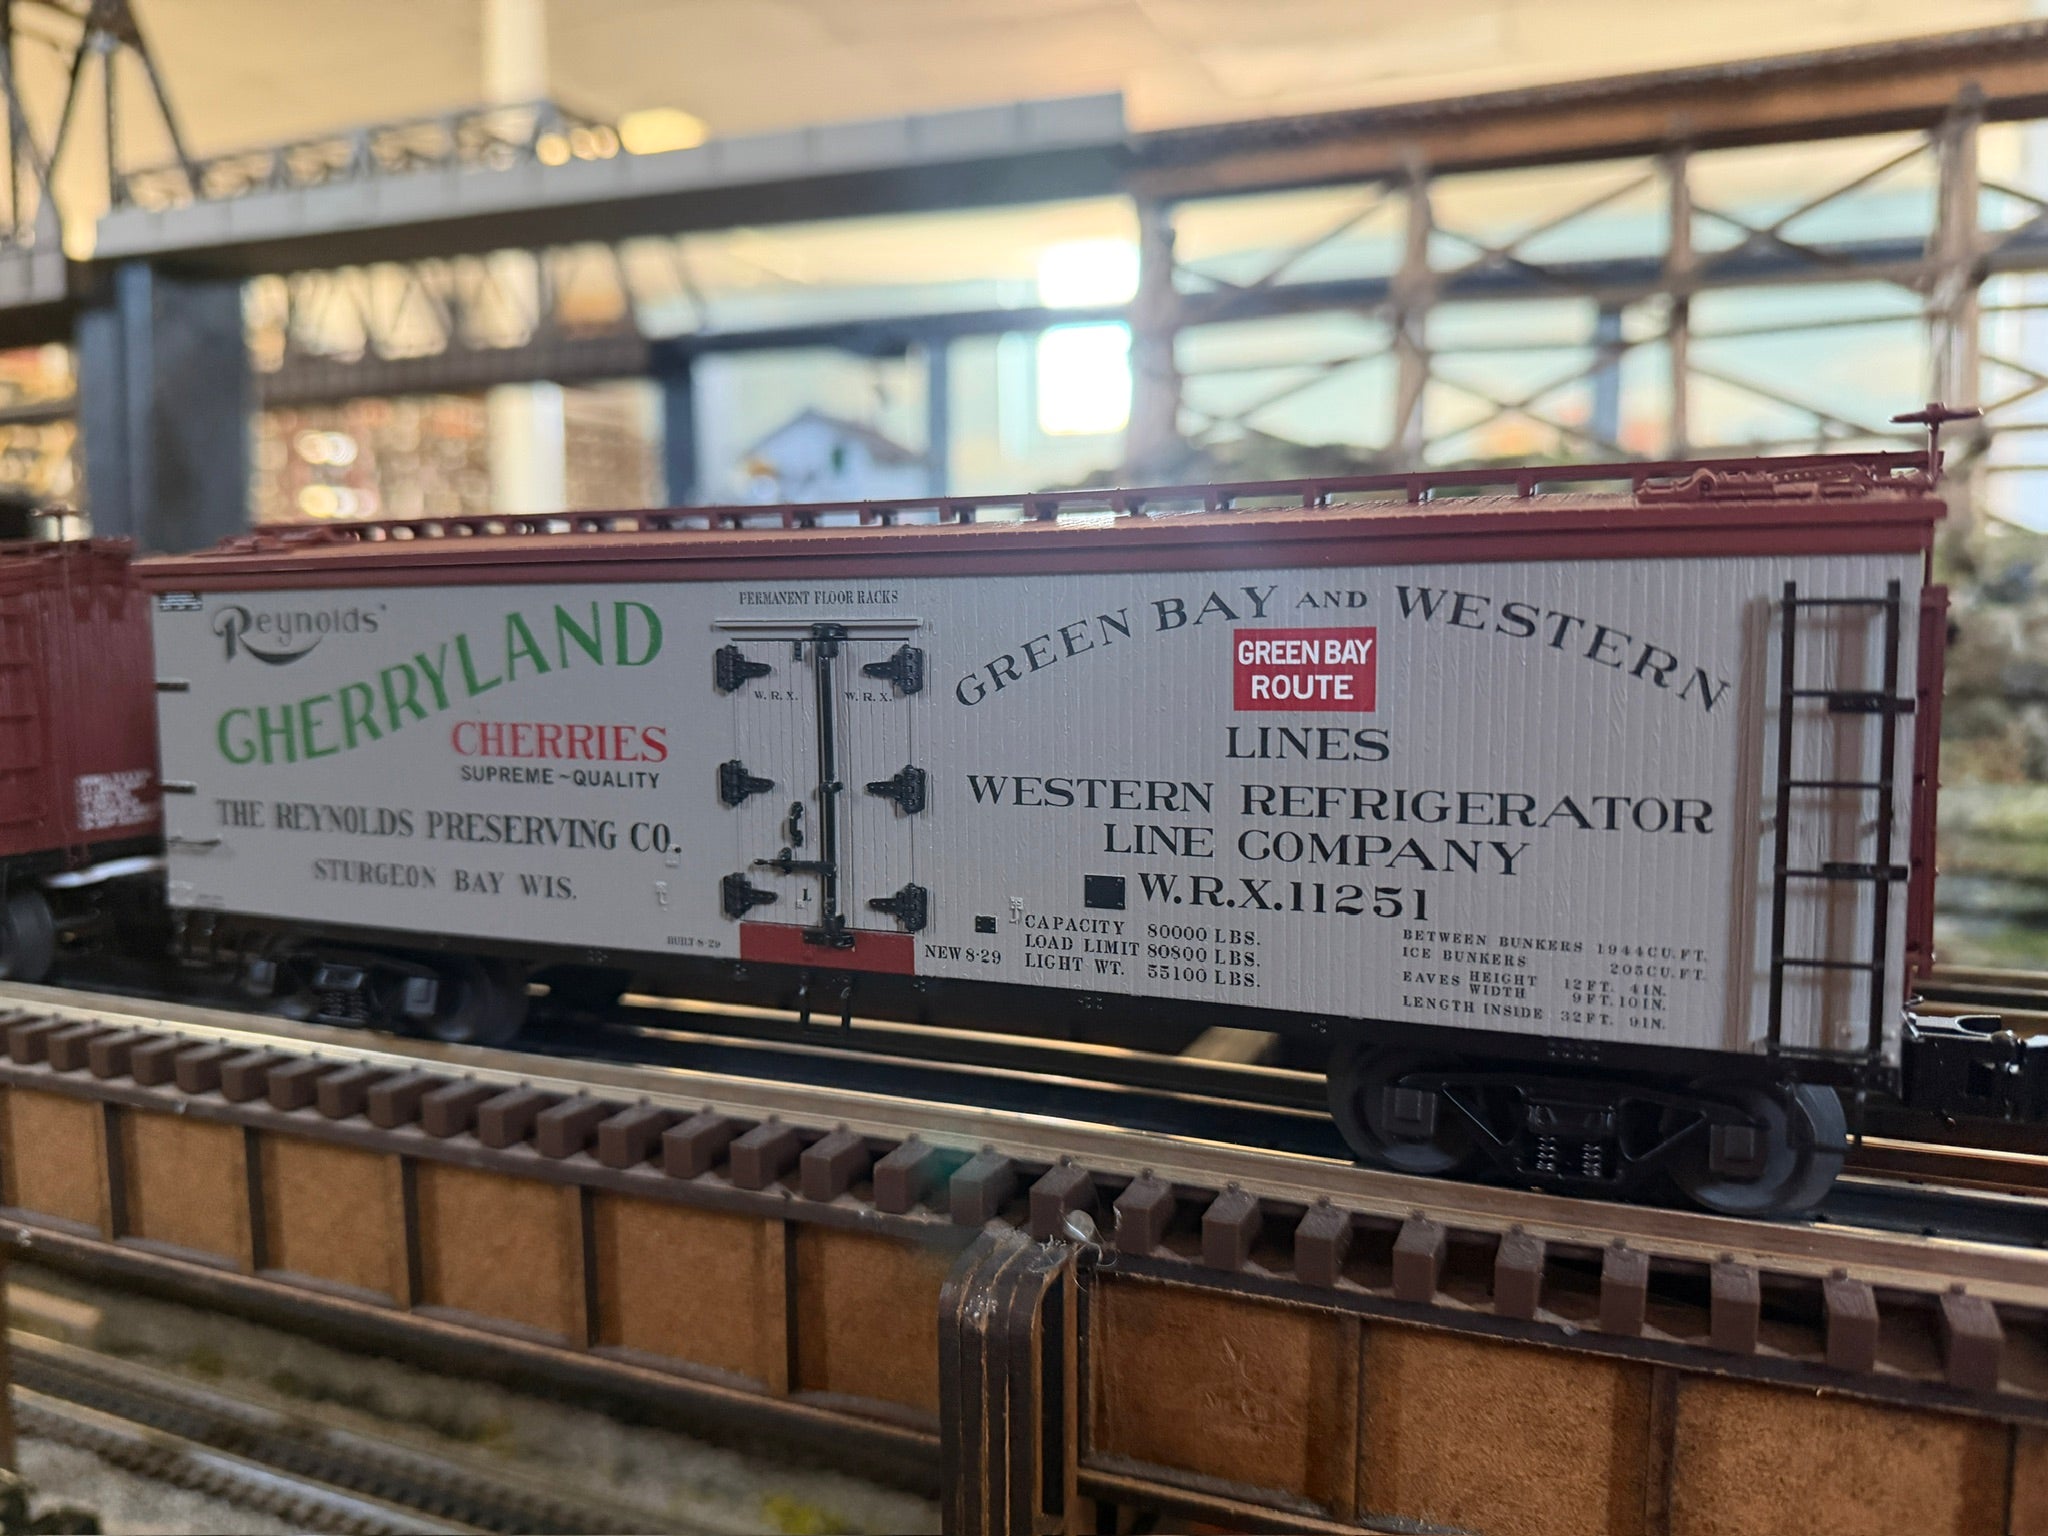 Reynolds'
CHERRYLAND
CHERRIES
SUPREME~QUALITY
THE REYNOLDS PRESERVING CO.
STURGEON BAY WIS.
BUILT 8-29
PERMANENT FLOOR RACKS
W.R.X. W.R.X.
L
GREEN BAY AND WESTERN
GREEN BAY
ROUTE
LINES
WESTERN REFRIGERATOR
LINE COMPANY
W.R.X.11251
NEW 8-29
CAPACITY 80000 LBS.
LOAD LIMIT 80800 LBS.
LIGHT WT. 55100 LBS.
BETWEEN BUNKERS 1944 CU.FT.
ICE BUNKERS 205 CU.FT.
EAVES HEIGHT 12 FT. 4 IN.
WIDTH 9 FT. 10 IN.
LENGTH INSIDE 32 FT. 9 IN.